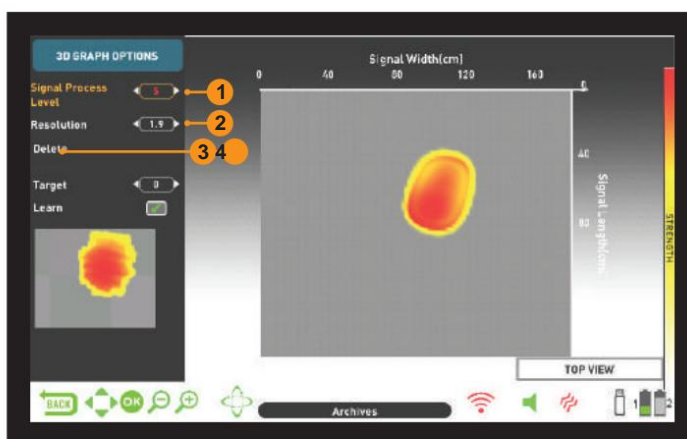 3D GRAPH OPTIONS
Signal Process
Level
5
1
Resolution
1.9
2
Delete
3 4
Target
0
Learn
Signal Width(cm)
0 40 80 120 160
0
40
80
Signal Length(cm)
STRENGTH
TOP VIEW
BACK
OK
Archives
1
2